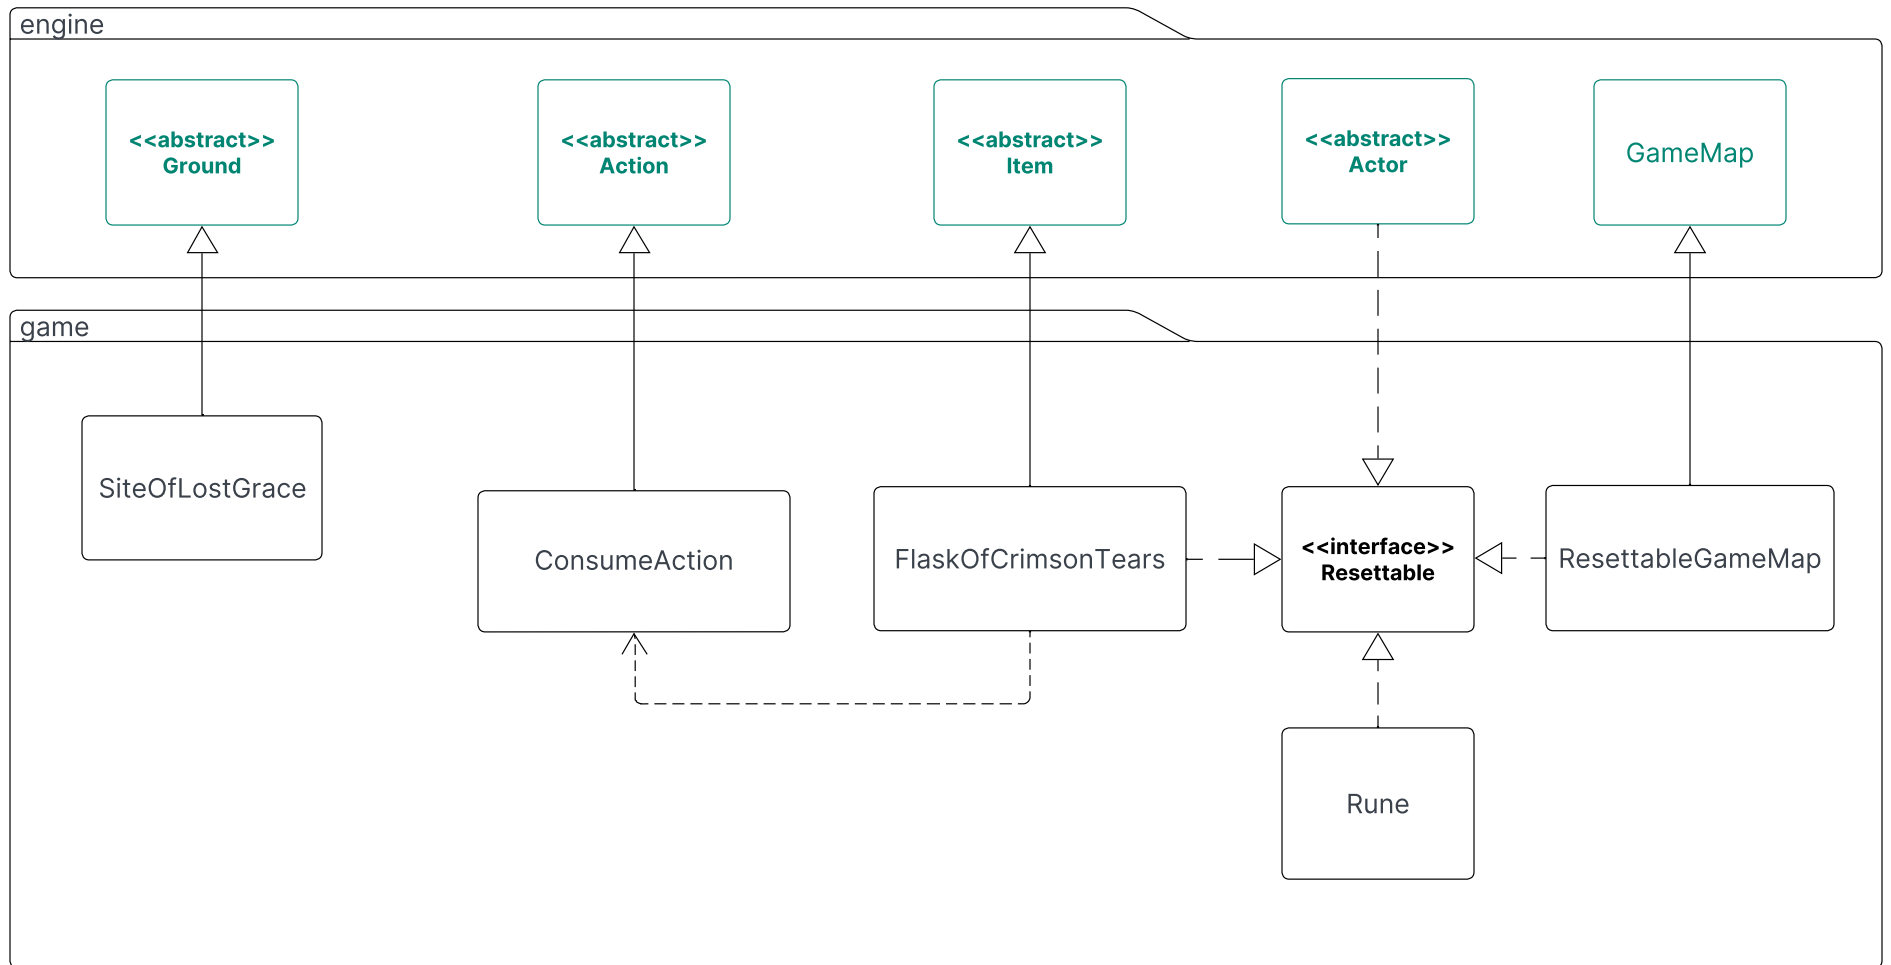 engine
<<abstract>>
Ground
<<abstract>>
Action
<<abstract>>
Item
<<abstract>>
Actor
GameMap
game
SiteOfLostGrace
ConsumeAction
FlaskOfCrimsonTears
<<interface>>
Resettable
ResettableGameMap
Rune